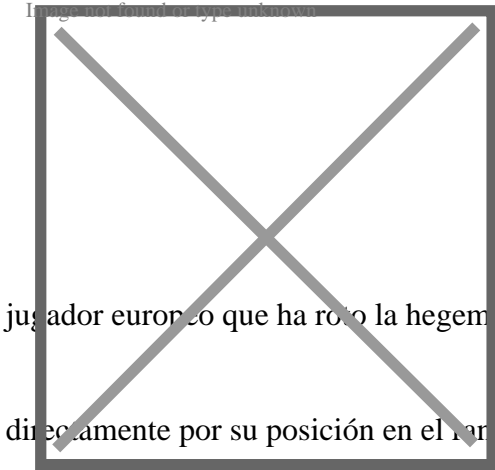 Image not found or type unknown
jugador europeo que ha roto la hegem
directamente por su posición en el ran